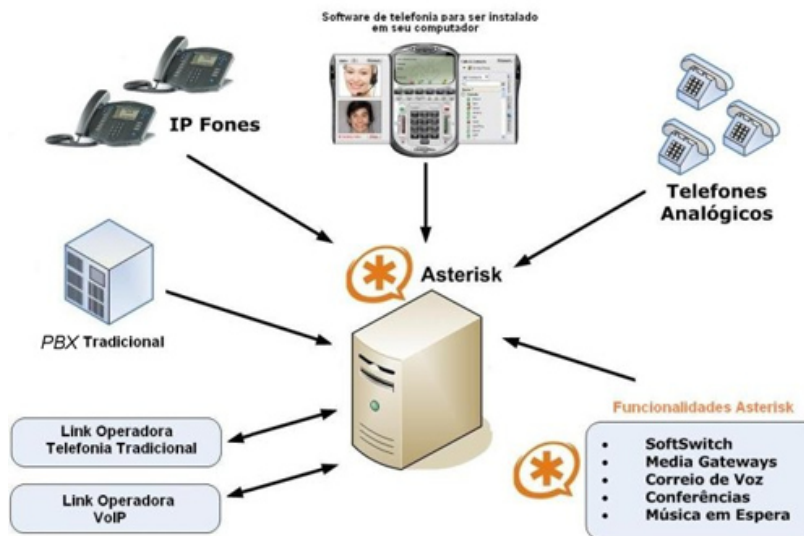 Software de telefonia para ser instalado
em seu computador
IP Fones
Telefones
Analógicos
Asterisk
PBX Tradicional
Link Operadora
Telefonia Tradicional
Link Operadora
VoIP
Funcionalidades Asterisk
• SoftSwitch
• Media Gateways
• Correio de Voz
• Conferências
• Música em Espera